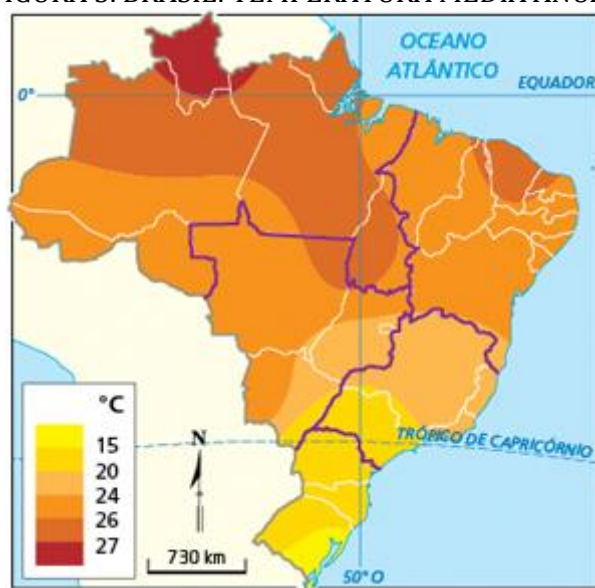 OCEANO
ATLÂNTICO
EQUADOR
0°
°C
15
20
24
26
27
N
TRÓPICO DE CAPRICÓRNIO
730 km
50° O